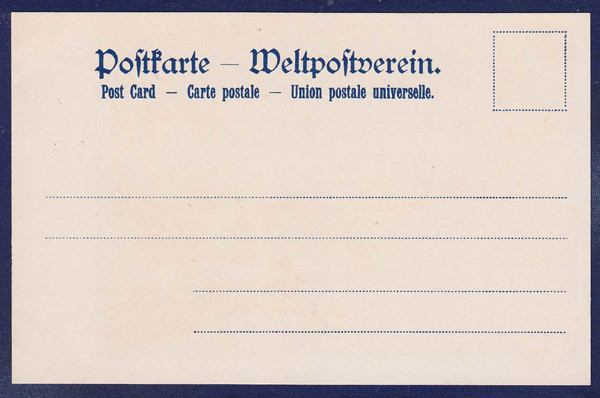 Poſtkarte — Weltpoſtverein.
Post Card — Carte postale — Union postale universelle.